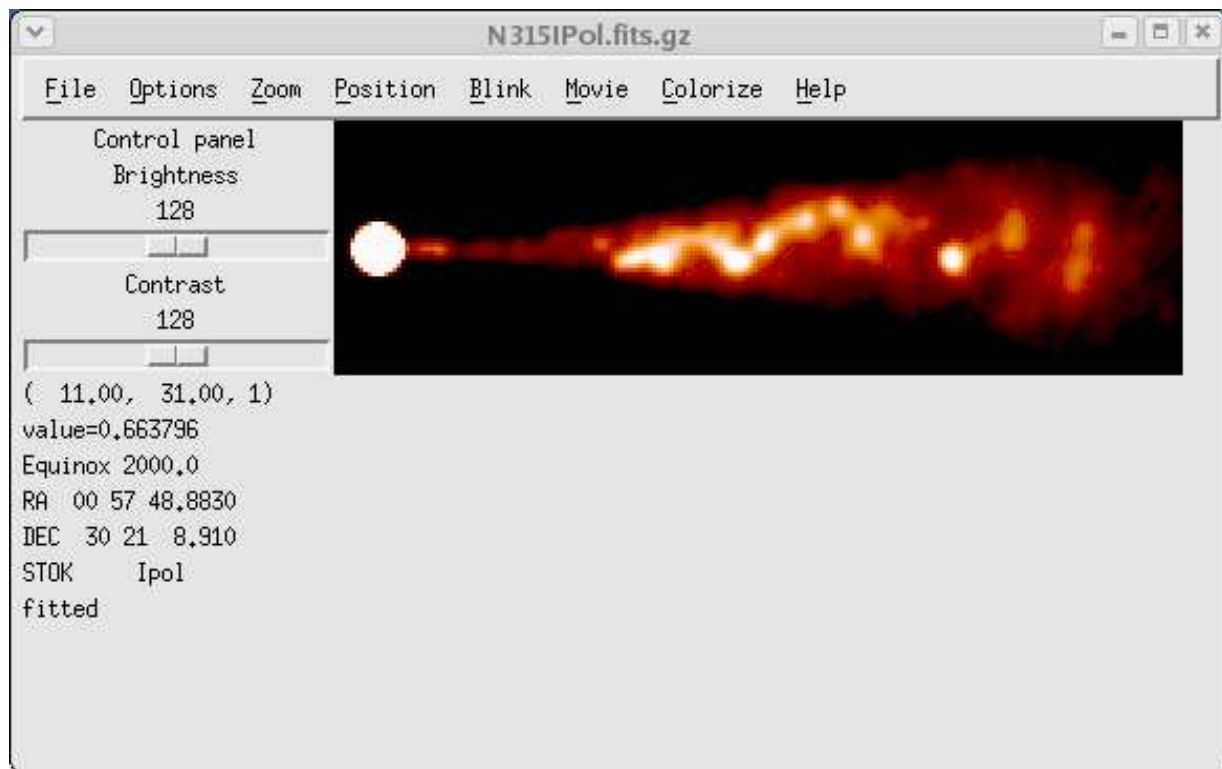 N315IPol.fits.gz
File Options Zoom Position Blink Movie Colorize Help
Control panel
Brightness
128
Contrast
128
( 11.00, 31.00, 1)
value=0.663796
Equinox 2000.0
RA 00 57 48.8830
DEC 30 21 8.910
STOK Ipol
fitted